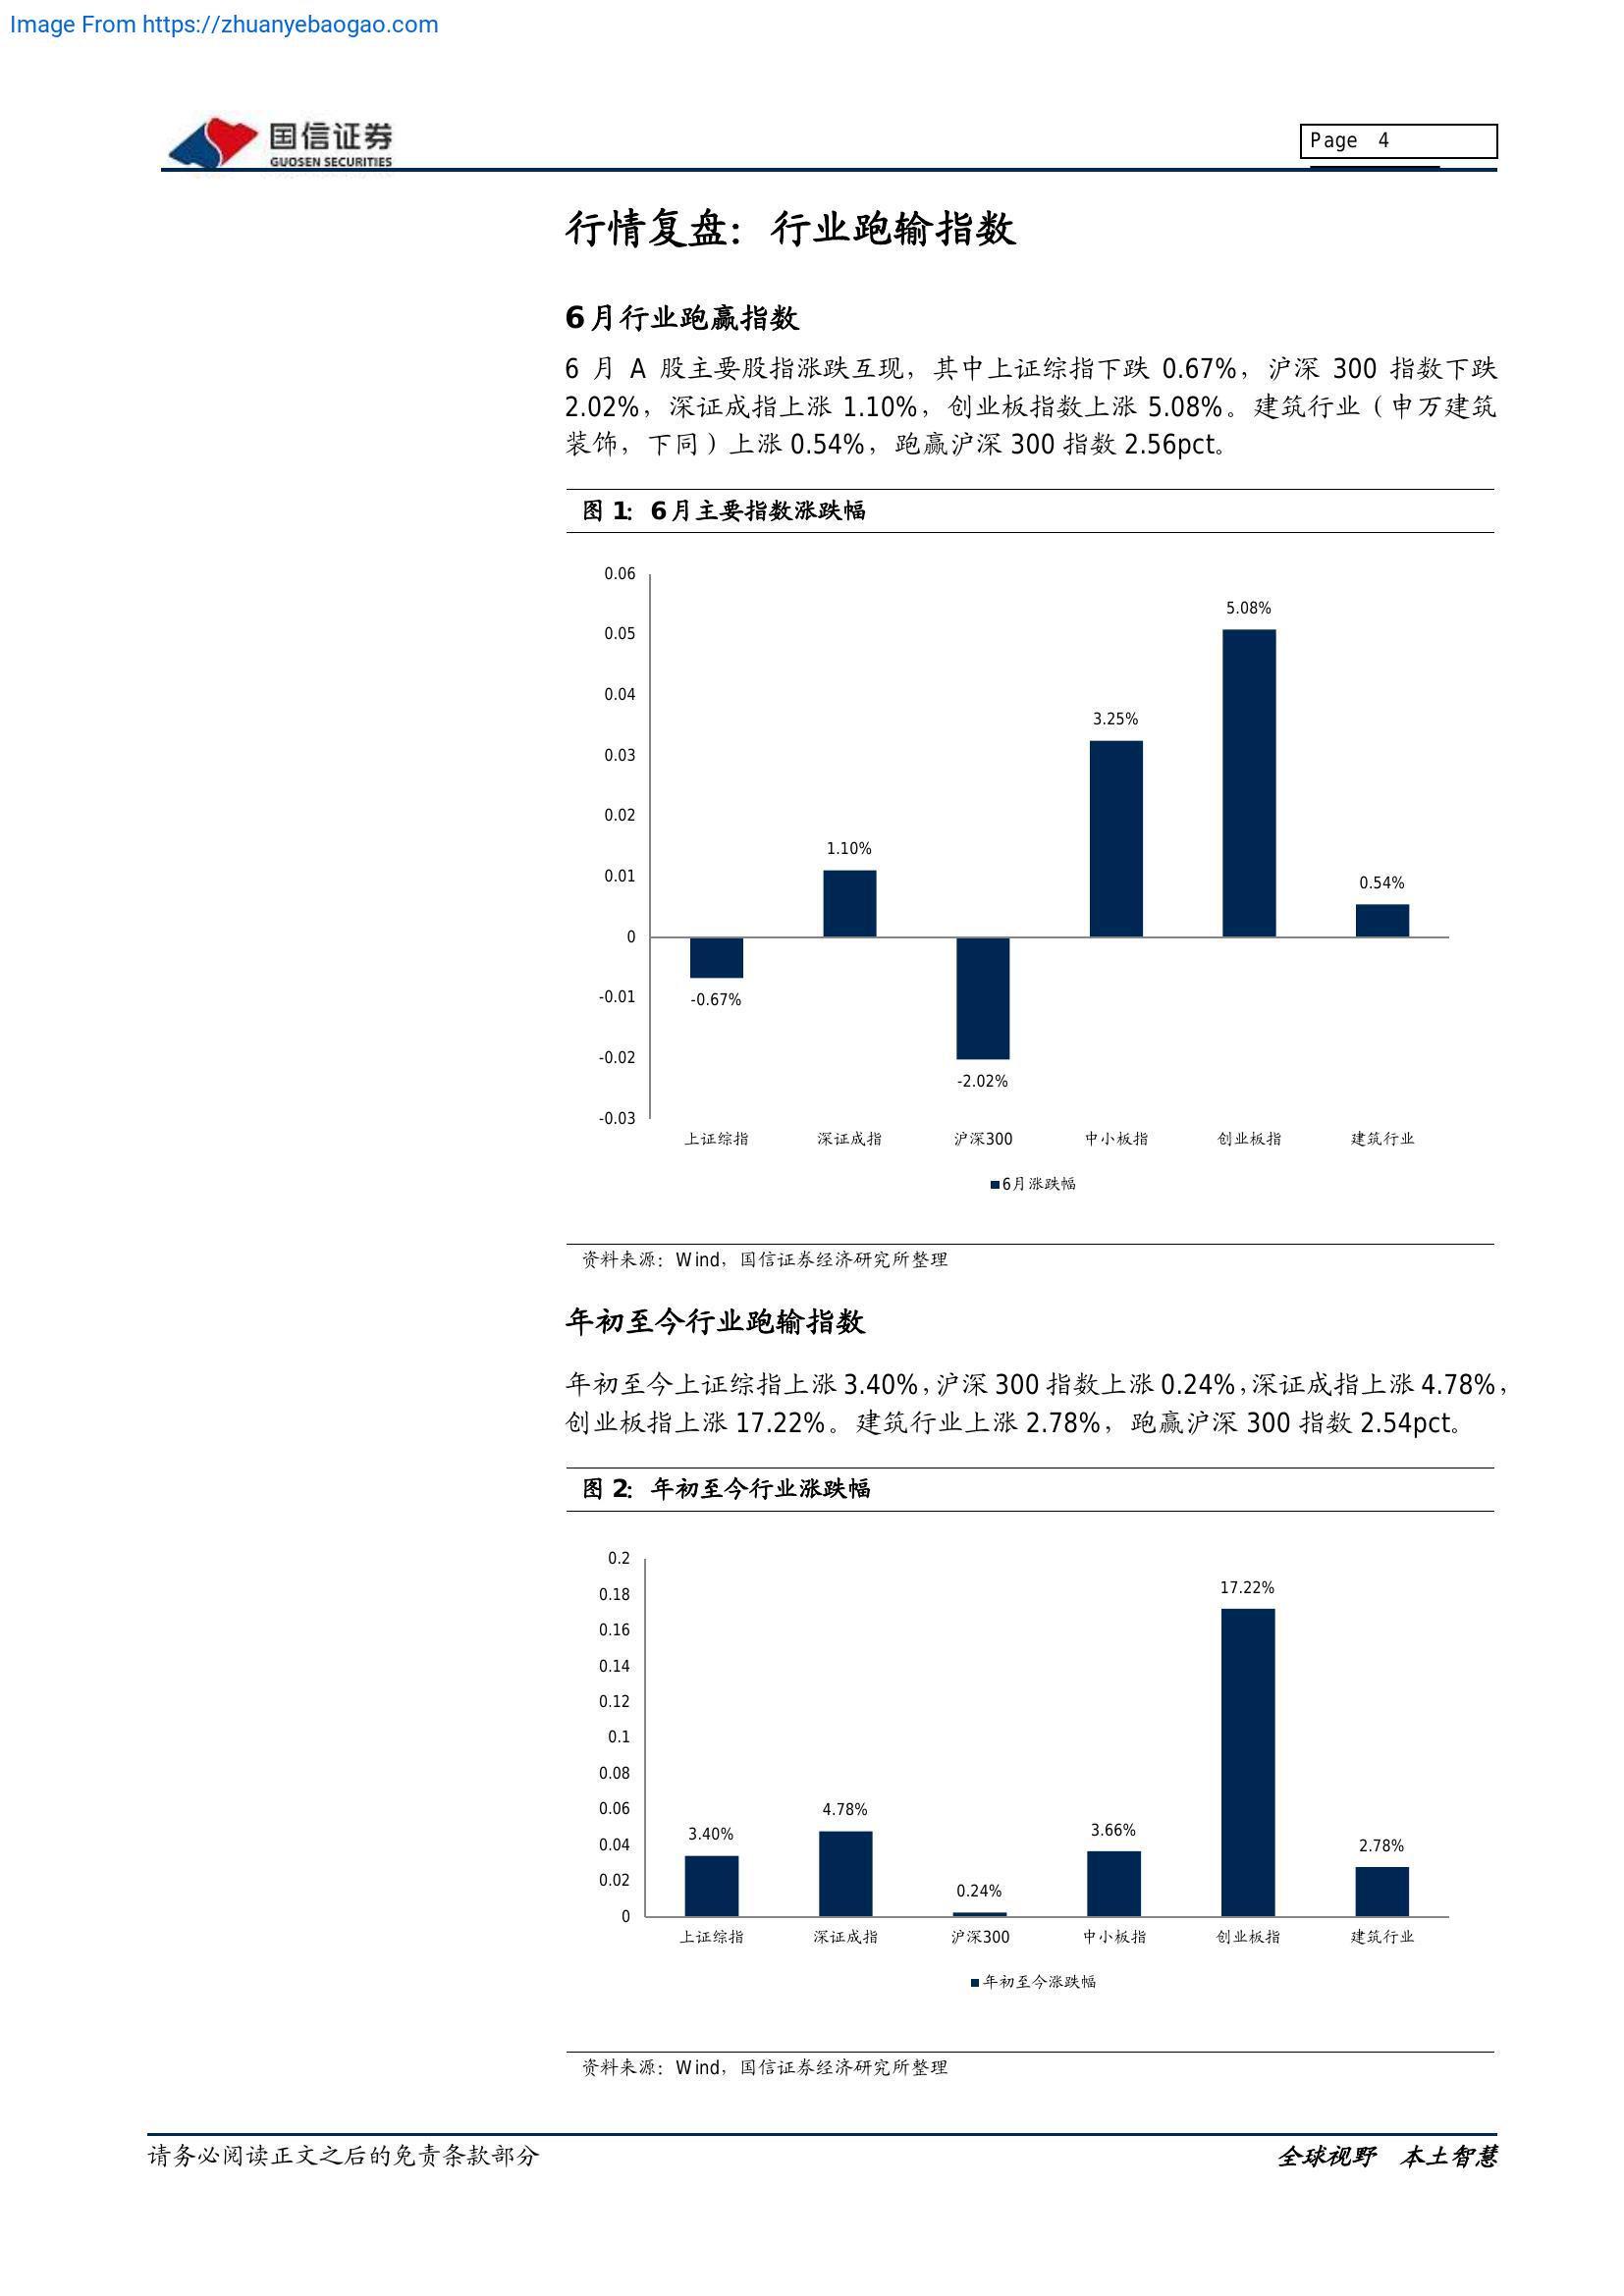 Image From https://zhuanyebaogao.com
国信证券
GUOSEN SECURITIES
Page 4
行情复盘：行业跑输指数
6月行业跑赢指数
6 月 A 股主要股指涨跌互现，其中上证综指下跌 0.67%，沪深 300 指数下跌
2.02%，深证成指上涨 1.10%，创业板指数上涨 5.08%。建筑行业（申万建筑
装饰，下同）上涨 0.54%，跑赢沪深 300 指数 2.56pct。
图 1：6月主要指数涨跌幅
0.06
0.05
0.04
0.03
0.02
0.01
0
-0.01
-0.02
-0.03
-0.67%
1.10%
-2.02%
3.25%
5.08%
0.54%
上证综指 深证成指 沪深300 中小板指 创业板指 建筑行业
6月涨跌幅
资料来源：Wind，国信证券经济研究所整理
年初至今行业跑输指数
年初至今上证综指上涨 3.40%，沪深 300 指数上涨 0.24%，深证成指上涨 4.78%，
创业板指上涨 17.22%。建筑行业上涨 2.78%，跑赢沪深 300 指数 2.54pct。
图 2：年初至今行业涨跌幅
0.2
0.18
0.16
0.14
0.12
0.1
0.08
0.06
0.04
0.02
0
3.40%
4.78%
0.24%
3.66%
17.22%
2.78%
上证综指 深证成指 沪深300 中小板指 创业板指 建筑行业
年初至今涨跌幅
资料来源：Wind，国信证券经济研究所整理
请务必阅读正文之后的免责条款部分
全球视野 本土智慧